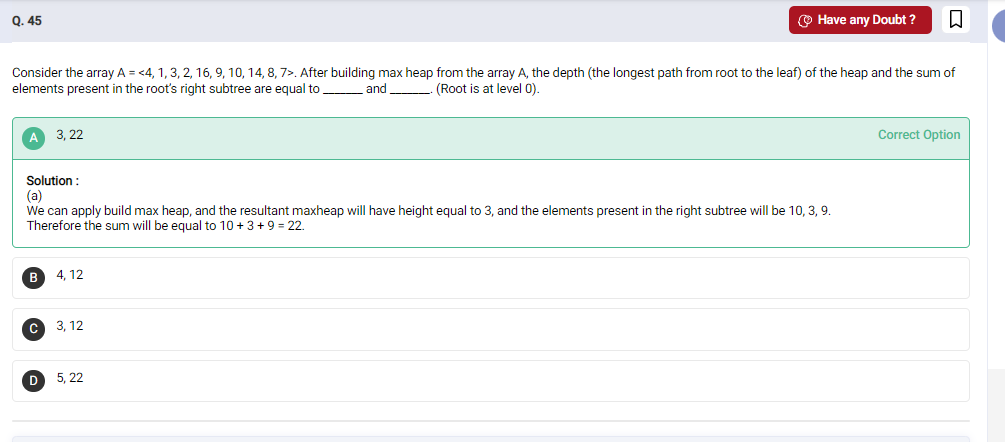 Q. 45
Have any Doubt ?
Consider the array A = <4, 1, 3, 2, 16, 9, 10, 14, 8, 7>. After building max heap from the array A, the depth (the longest path from root to the leaf) of the heap and the sum of
elements present in the root's right subtree are equal to _______ and _______. (Root is at level 0).
A 3, 22 Correct Option
Solution :
(a)
We can apply build max heap, and the resultant maxheap will have height equal to 3, and the elements present in the right subtree will be 10, 3, 9.
Therefore the sum will be equal to 10 + 3 + 9 = 22.
B 4, 12
C 3, 12
D 5, 22